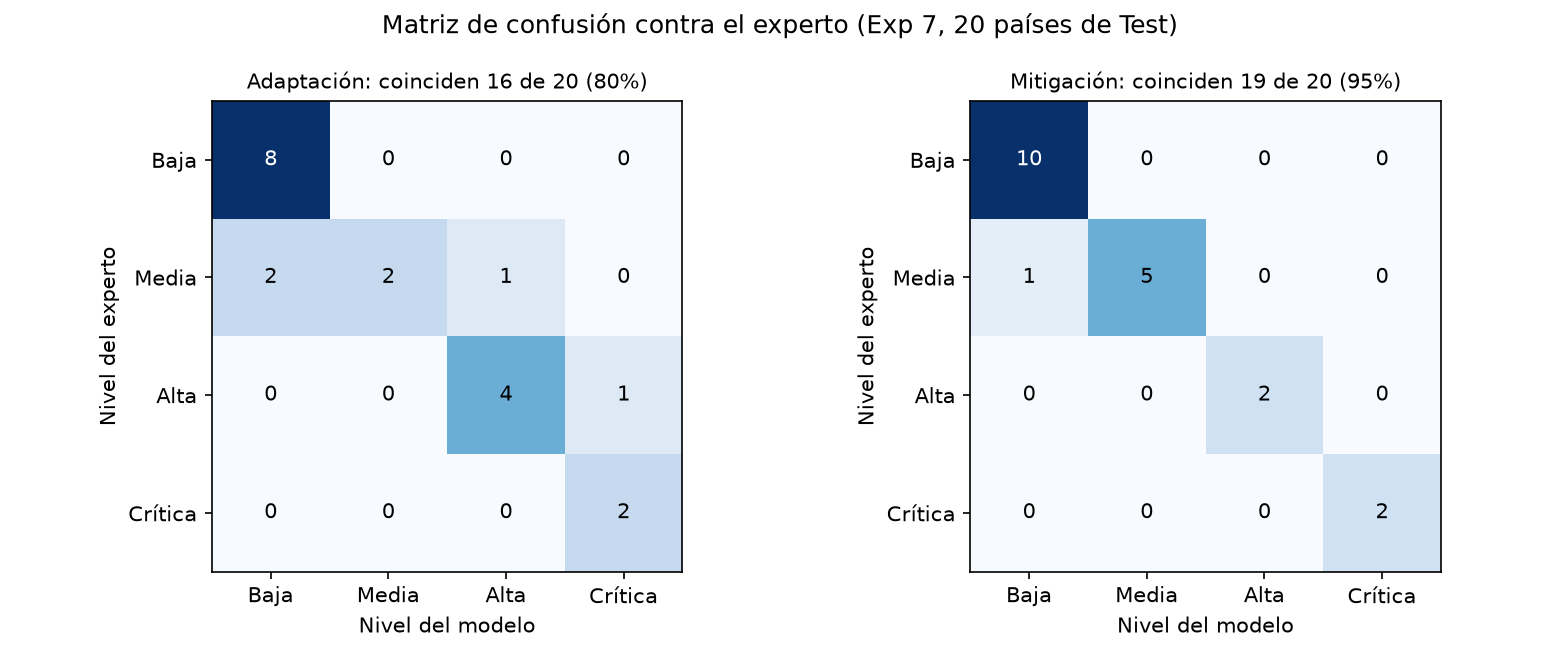 Matriz de confusión contra el experto (Exp 7, 20 países de Test)
Adaptación: coinciden 16 de 20 (80%)
Nivel del experto
Baja 8 0 0 0
Media 2 2 1 0
Alta 0 0 4 1
Crítica 0 0 0 2
Baja Media Alta Crítica
Nivel del modelo
Mitigación: coinciden 19 de 20 (95%)
Nivel del experto
Baja 10 0 0 0
Media 1 5 0 0
Alta 0 0 2 0
Crítica 0 0 0 2
Baja Media Alta Crítica
Nivel del modelo